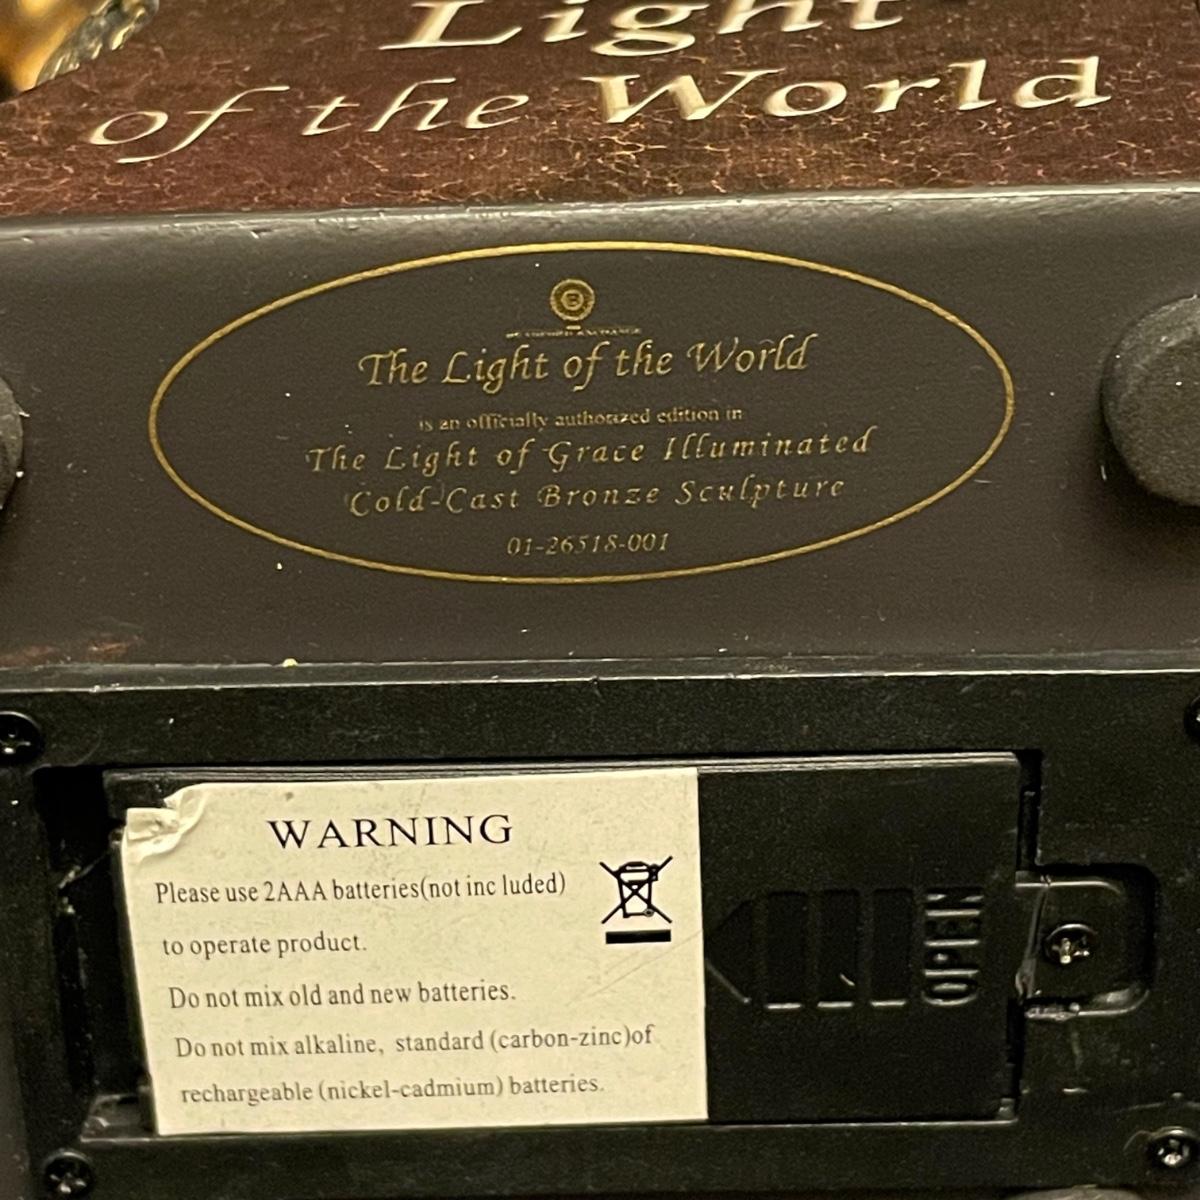 Light
of the World
B
The Light of the World
is an officially authorized edition in
The Light of Grace Illuminated
Cold-Cast Bronze Sculpture
01-26518-001
WARNING
Please use 2AAA batteries(not inc luded)
to operate product.
Do not mix old and new batteries.
Do not mix alkaline, standard (carbon-zinc)of
rechargeable (nickel-cadmium) batteries.
OPEN